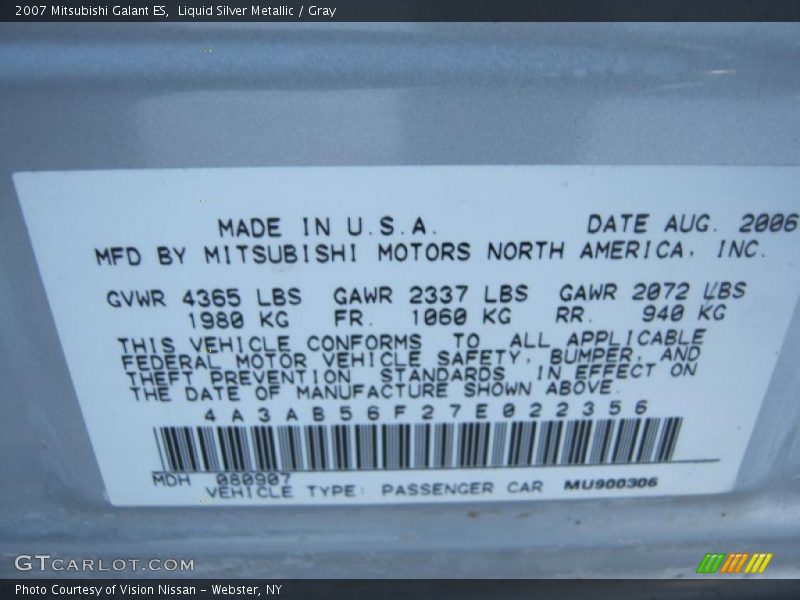 2007 Mitsubishi Galant ES, Liquid Silver Metallic / Gray
MADE IN U.S.A. DATE AUG. 2006
MFD BY MITSUBISHI MOTORS NORTH AMERICA, INC.
GVWR 4365 LBS GAWR 2337 LBS GAWR 2072 LBS
1980 KG FR. 1060 KG RR. 940 KG
THIS VEHICLE CONFORMS TO ALL APPLICABLE
FEDERAL MOTOR VEHICLE SAFETY, BUMPER, AND
THEFT PREVENTION STANDARDS IN EFFECT ON
THE DATE OF MANUFACTURE SHOWN ABOVE.
4A3AB56F27E022356
MDH 080907
VEHICLE TYPE: PASSENGER CAR MU900306
GTCARLOT.COM
Photo Courtesy of Vision Nissan - Webster, NY